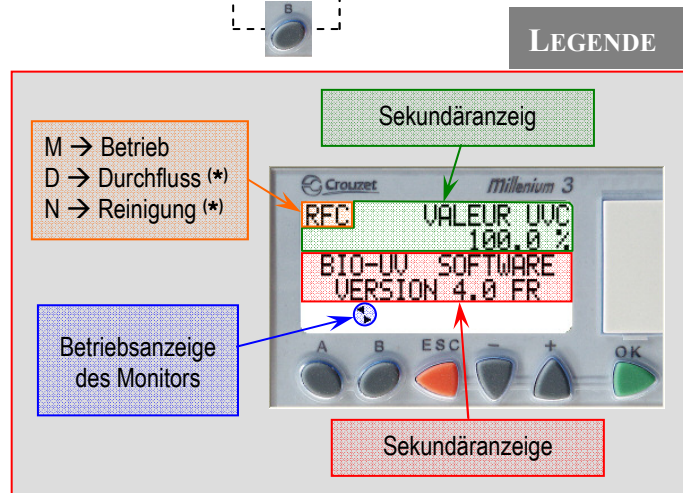 B
LEGENDE
Sekundäranzeig
M → Betrieb
D → Durchfluss (*)
N → Reinigung (*)
Crouzet
Millenium 3
RFC VALEUR UVC
100.0 %
BIO-UV SOFTWARE
VERSION 4.0 FR
Betriebsanzeige
des Monitors
A B ESC - + OK
Sekundäranzeige